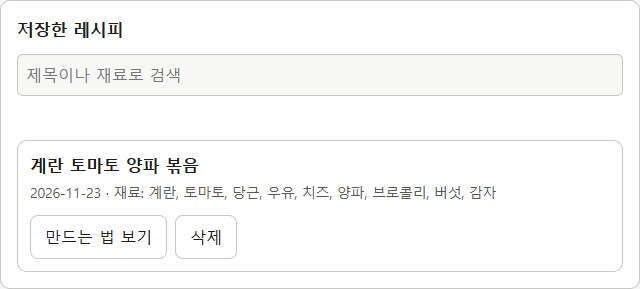 저장한 레시피
제목이나 재료로 검색
계란 토마토 양파 볶음
2026-11-23 · 재료: 계란, 토마토, 당근, 우유, 치즈, 양파, 브로콜리, 버섯, 감자
만드는 법 보기 삭제